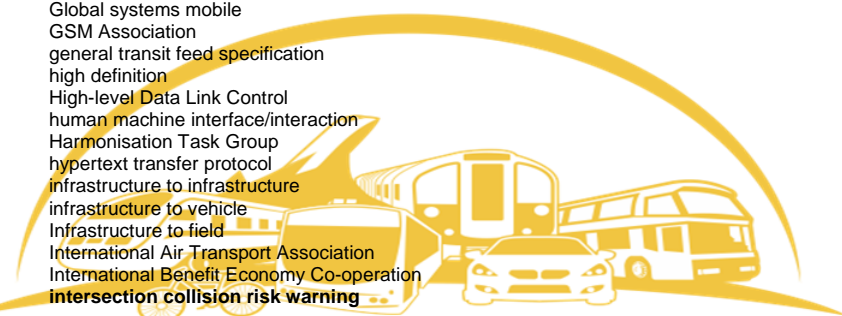 Global systems mobile
GSM Association
general transit feed specification
high definition
High-level Data Link Control
human machine interface/interaction
Harmonisation Task Group
hypertext transfer protocol
infrastructure to infrastructure
infrastructure to vehicle
Infrastructure to field
International Air Transport Association
International Benefit Economy Co-operation
intersection collision risk warning